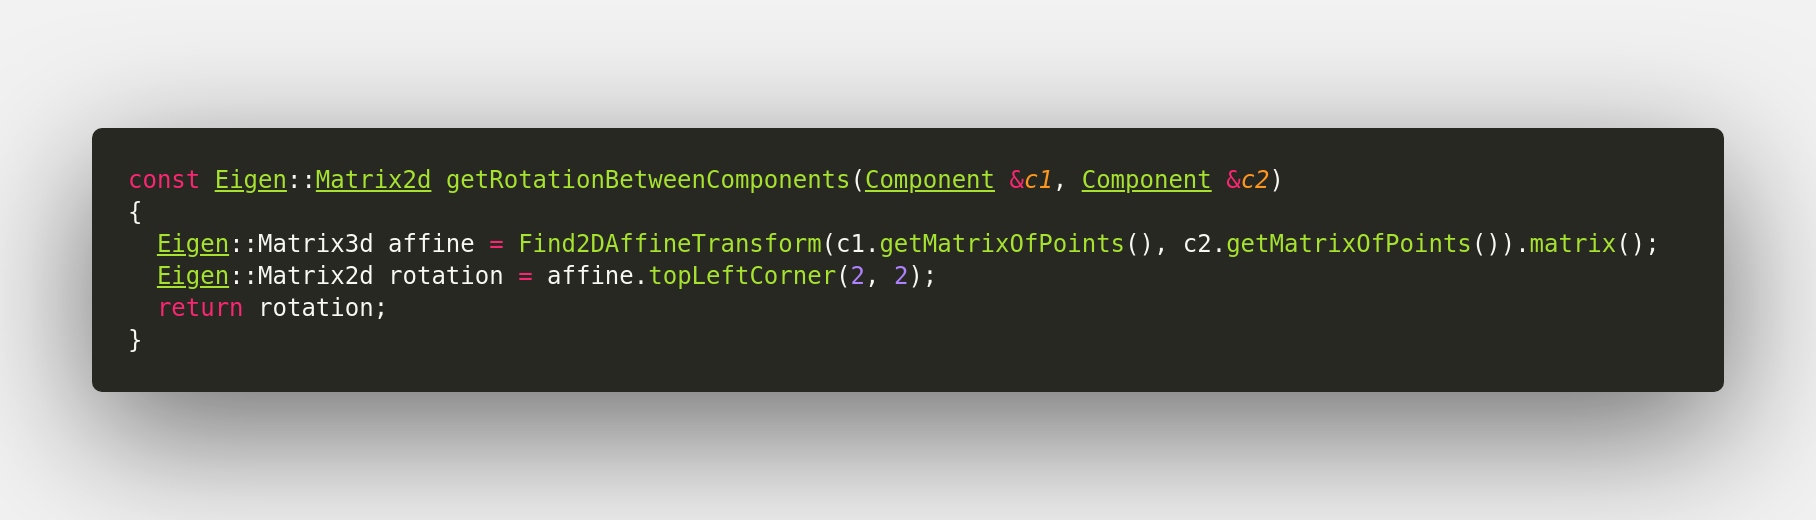 const Eigen::Matrix2d getRotationBetweenComponents(Component &c1, Component &c2)
{
  Eigen::Matrix3d affine = Find2DAffineTransform(c1.getMatrixOfPoints(), c2.getMatrixOfPoints()).matrix();
  Eigen::Matrix2d rotation = affine.topLeftCorner(2, 2);
  return rotation;
}